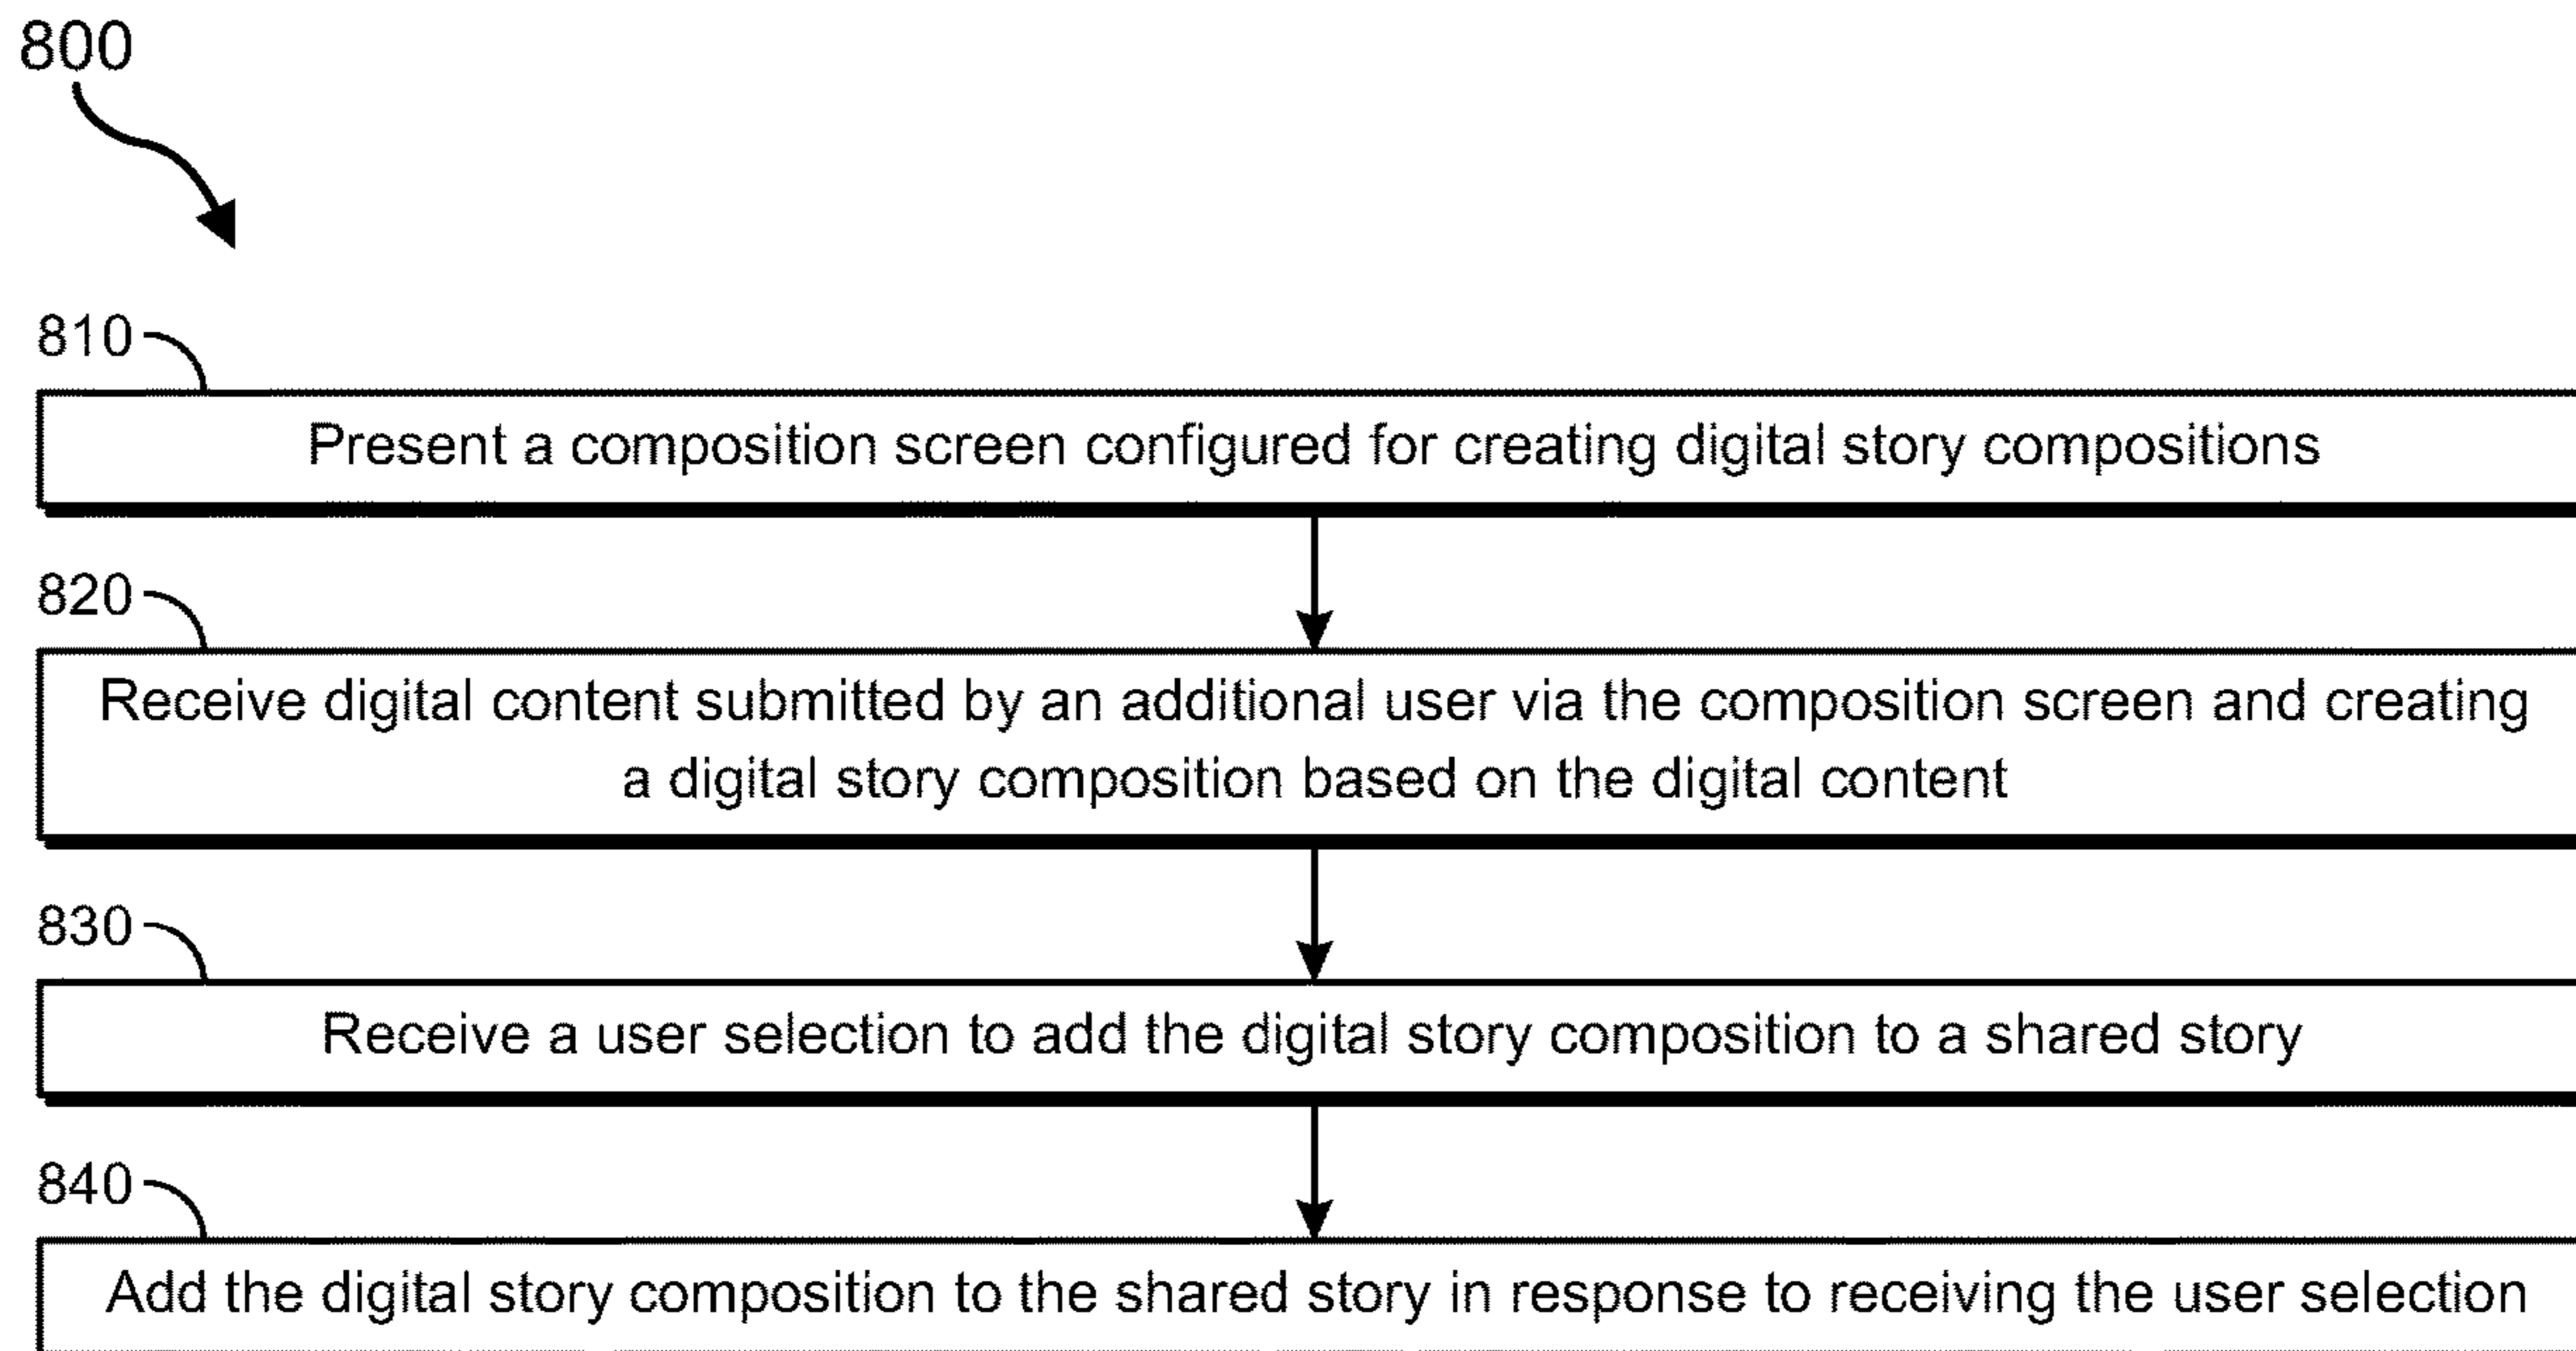 800
810
Present a composition screen configured for creating digital story compositions
820
Receive digital content submitted by an additional user via the composition screen and creating
a digital story composition based on the digital content
830
Receive a user selection to add the digital story composition to a shared story
840
Add the digital story composition to the shared story in response to receiving the user selection